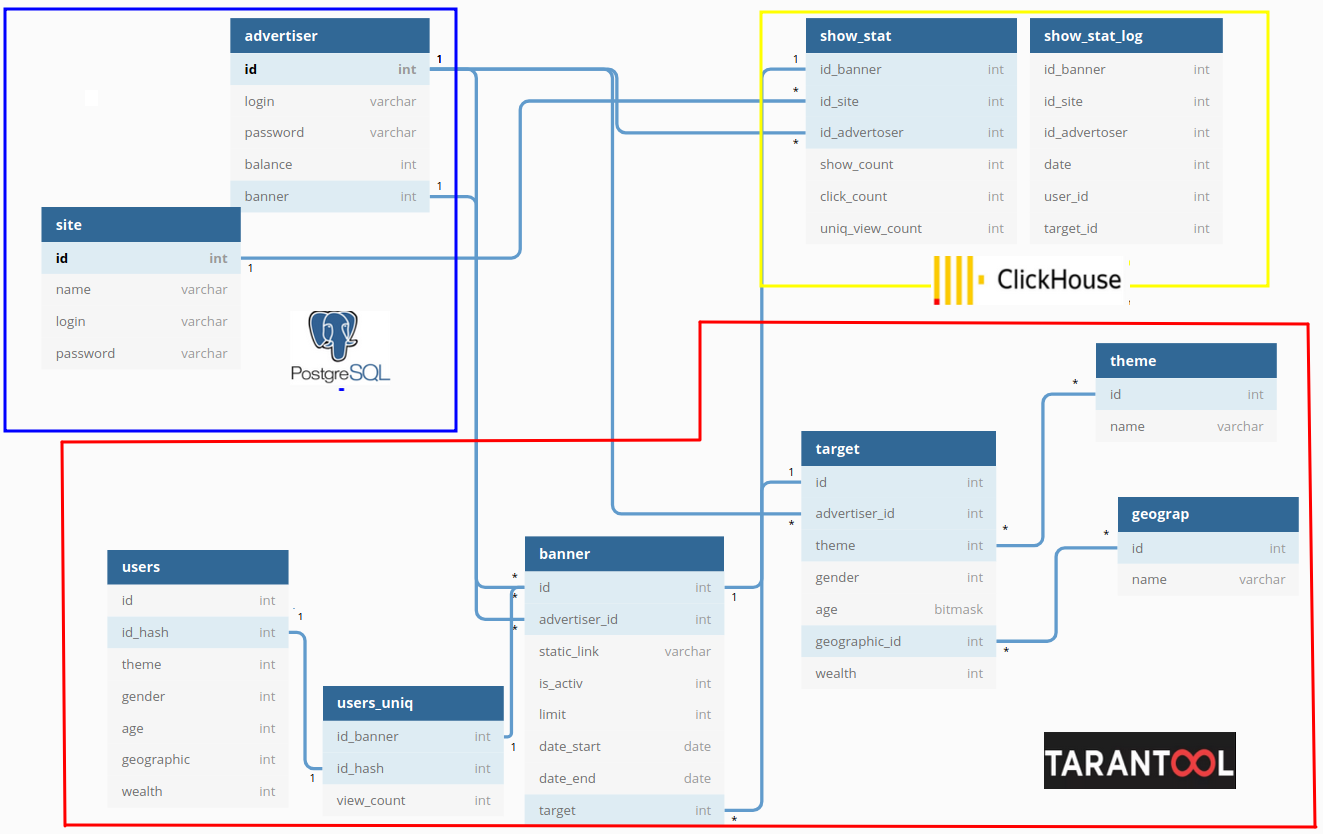 advertiser
id int
login varchar
password varchar
balance int
banner int
1
1
site
id int
name varchar
login varchar
password varchar
1
PostgreSQL
show_stat
id_banner int
id_site int
id_advertoser int
show_count int
click_count int
uniq_view_count int
1
*
*
show_stat_log
id_banner int
id_site int
id_advertoser int
date int
user_id int
target_id int
ClickHouse
theme
id int
name varchar
*
target
id int
advertiser_id int
theme int
gender int
age bitmask
geographic_id int
wealth int
1
*
*
*
geograp
id int
name varchar
*
users
id int
id_hash int
theme int
gender int
age int
geographic int
wealth int
1
users_uniq
id_banner int
id_hash int
view_count int
1
1
banner
id int
advertiser_id int
static_link varchar
is_activ int
limit int
date_start date
date_end date
target int
*
*
*
1
*
TARANTOOL